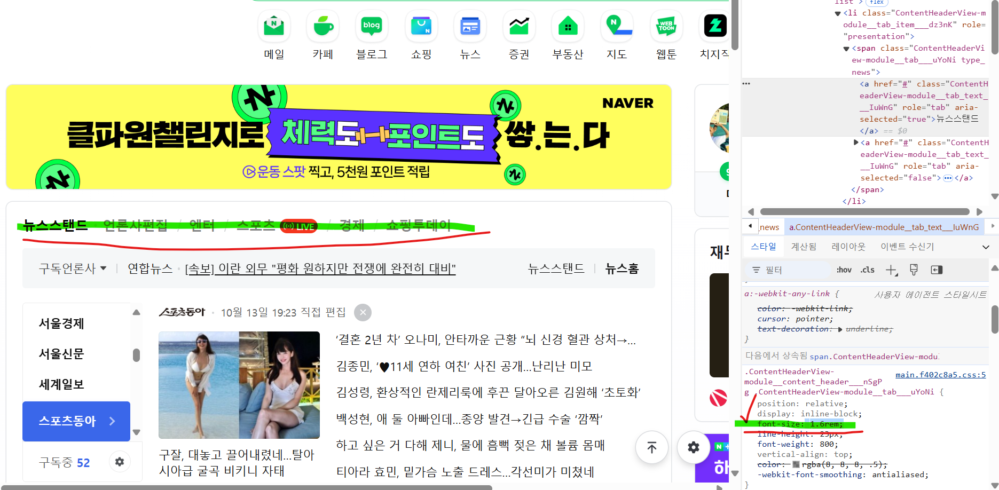 메일 카페 블로그 쇼핑 뉴스 증권 부동산 지도 웹툰 치지직
blog
WEB TOON
NAVER
클파원챌린지로 체력도 포인트도 쌓.는.다
운동 스팟 찍고, 5천원 포인트 적립
뉴스스탠드 언론사편집 / 엔터 / 스포츠 LIVE / 경제 / 쇼핑투데이
구독언론사 | 연합뉴스 · [속보] 이란 외무 "평화 원하지만 전쟁에 완전히 대비" 뉴스스탠드 | 뉴스홈
서울경제
서울신문
세계일보
스포츠동아
구독중 52
스포츠동아 · 10월 13일 19:23 직접 편집
구잘, 대놓고 끌어내렸네…탈아
시아급 굴곡 비키니 자태
‘결혼 2년 차’ 오나미, 안타까운 근황 “뇌 신경 혈관 상처→…
김종민, ‘♥11세 연하 여친’ 사진 공개…난리난 미모
김성령, 환상적인 란제리룩에 후끈 달아오른 김원해 ‘초토화’
백성현, 애 둘 아빠인데…종양 발견→긴급 수술 ‘깜짝’
하고 싶은 거 다해 제니, 물에 흠뻑 젖은 채 볼륨 몸매
티아라 효민, 밑가슴 노출 드레스…각선미가 미쳤네
list"> flex
<li class="ContentHeaderView-m
odule__tab_item___dz3nK" role=
"presentation">
<span class="ContentHeaderVi
ew-module__tab___uYoNi type_
news">
<a href="#" class="ContentH
eaderView-module__tab_text_
__IuWnG" role="tab" aria-
selected="true">뉴스스탠드
</a> == $0
<a href="#" class="ContentH
eaderView-module__tab_text_
__IuWnG" role="tab" aria-
selected="false">…</a>
</span>
</li>
_news a.ContentHeaderView-module__tab_text___IuWnG
스타일 계산됨 레이아웃 이벤트 수신기
필터 :hov .cls
a:-webkit-any-link { 사용자 에이전트 스타일시트
color: -webkit-link;
cursor: pointer;
text-decoration: underline;
}
다음에서 상속됨 span.ContentHeaderView-modu
.ContentHeaderView- main.f402c8a5.css:5
module__content_header___nSgP
g .ContentHeaderView-module__tab___uYoNi {
position: relative;
display: inline-block;
font-size: 1.6rem;
line-height: 23px;
font-weight: 800;
vertical-align: top;
color: rgba(8, 8, 8, .5);
-webkit-font-smoothing: antialiased;
}